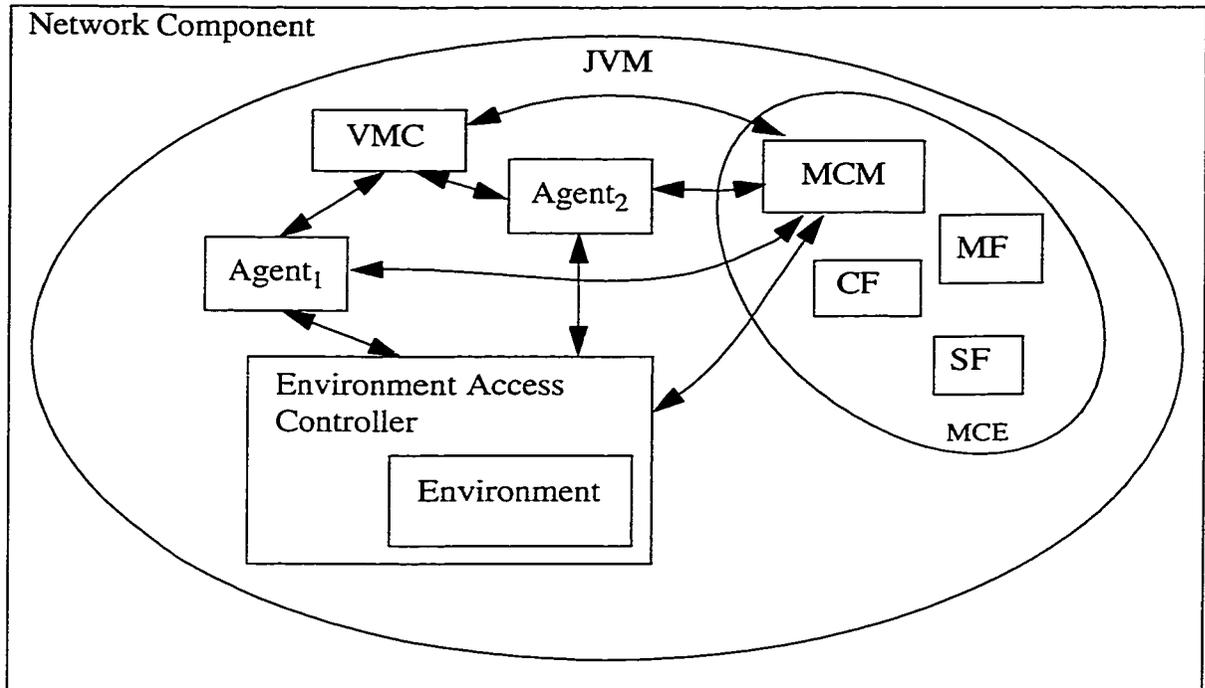 Network Component
JVM
VMC
MCM
Agent2
MF
Agent1
CF
SF
Environment Access
Controller
MCE
Environment